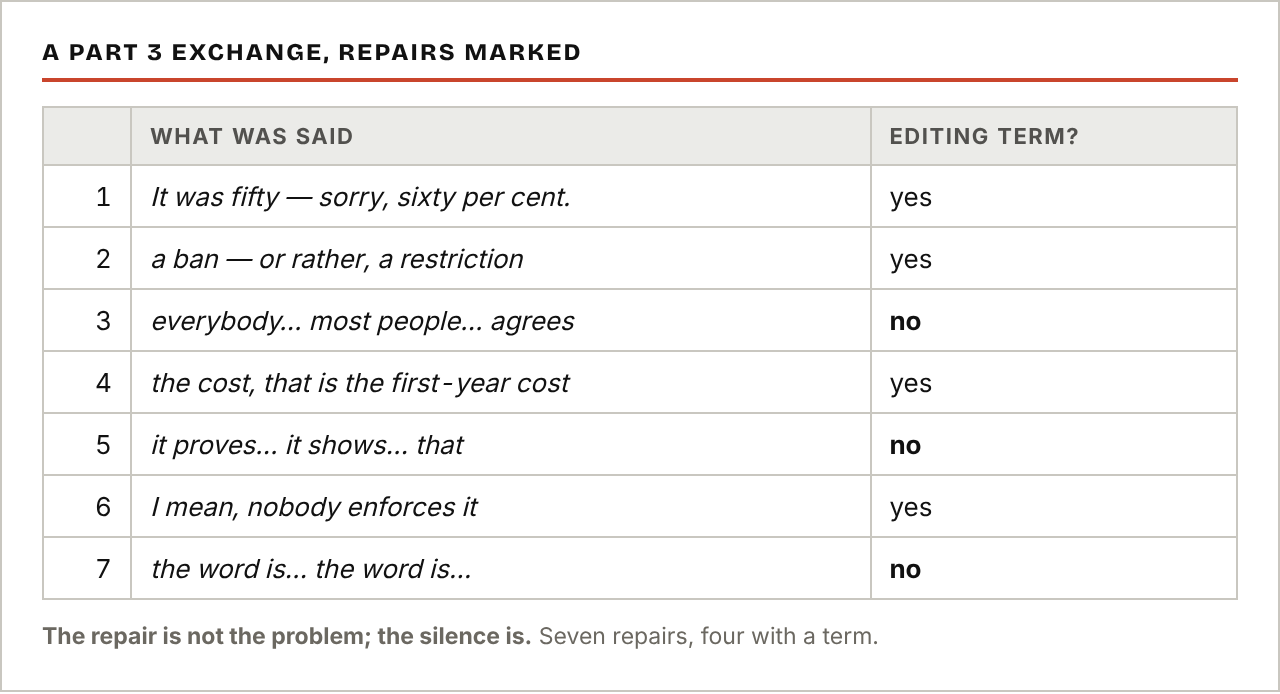 A PART 3 EXCHANGE, REPAIRS MARKED
WHAT WAS SAID EDITING TERM?
1 It was fifty — sorry, sixty per cent. yes
2 a ban — or rather, a restriction yes
3 everybody... most people... agrees no
4 the cost, that is the first-year cost yes
5 it proves... it shows... that no
6 I mean, nobody enforces it yes
7 the word is... the word is... no
The repair is not the problem; the silence is. Seven repairs, four with a term.